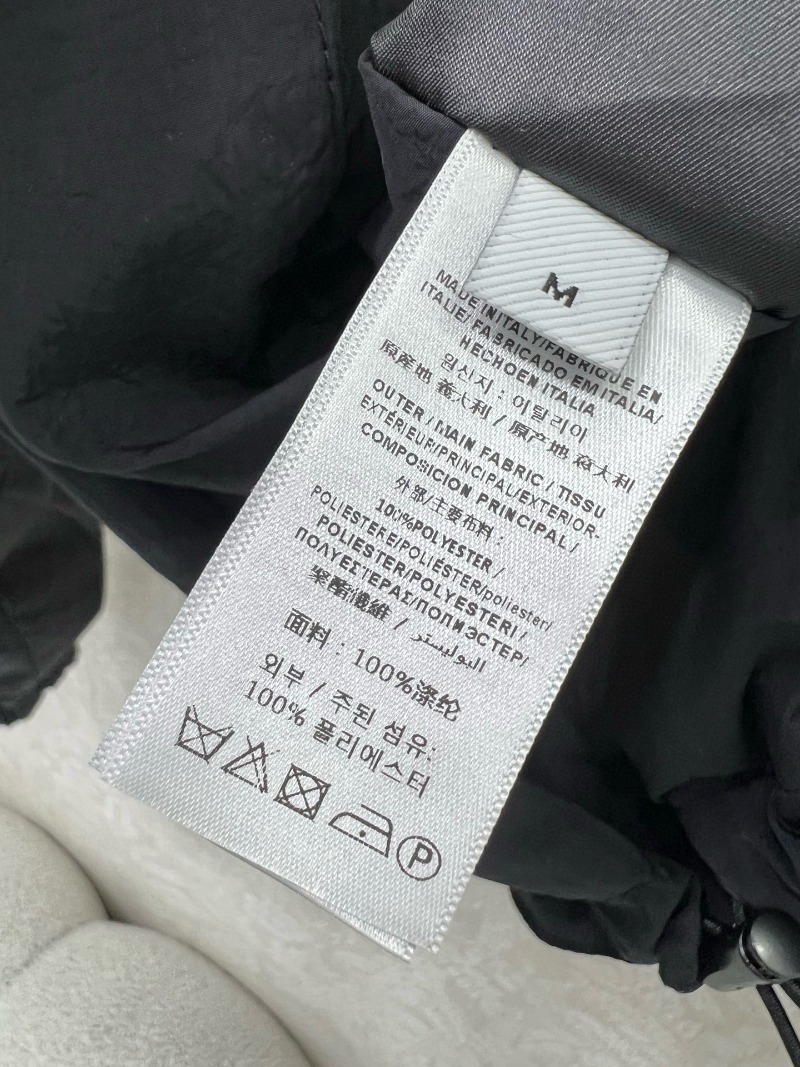 M
MADE IN ITALY/FABRIQUE EN
ITALIE/ FABRICADO EM ITALIA/
HECHOEN ITALIA
원산지 : 이탈리아
原產地 義大利 / 原产地 意大利
OUTER / MAIN FABRIC / TISSU
EXTÉRIEUR/PRINCIPAL/EXTERIOR-
COMPOSICION PRINCIPAL /
外部/主要布料 :
100%POLYESTER /
POLIESTERE/POLIÉSTER/poliester/
POLIESTER/POLYESTERI /
ΠΟΛΥΕΣΤΕΡΑΣ/ПОПИЭСТЕР/
聚酯纖維 / البوليستر
面料 : 100%涤纶
외부 / 주된 섬유:
100% 폴리에스터
P